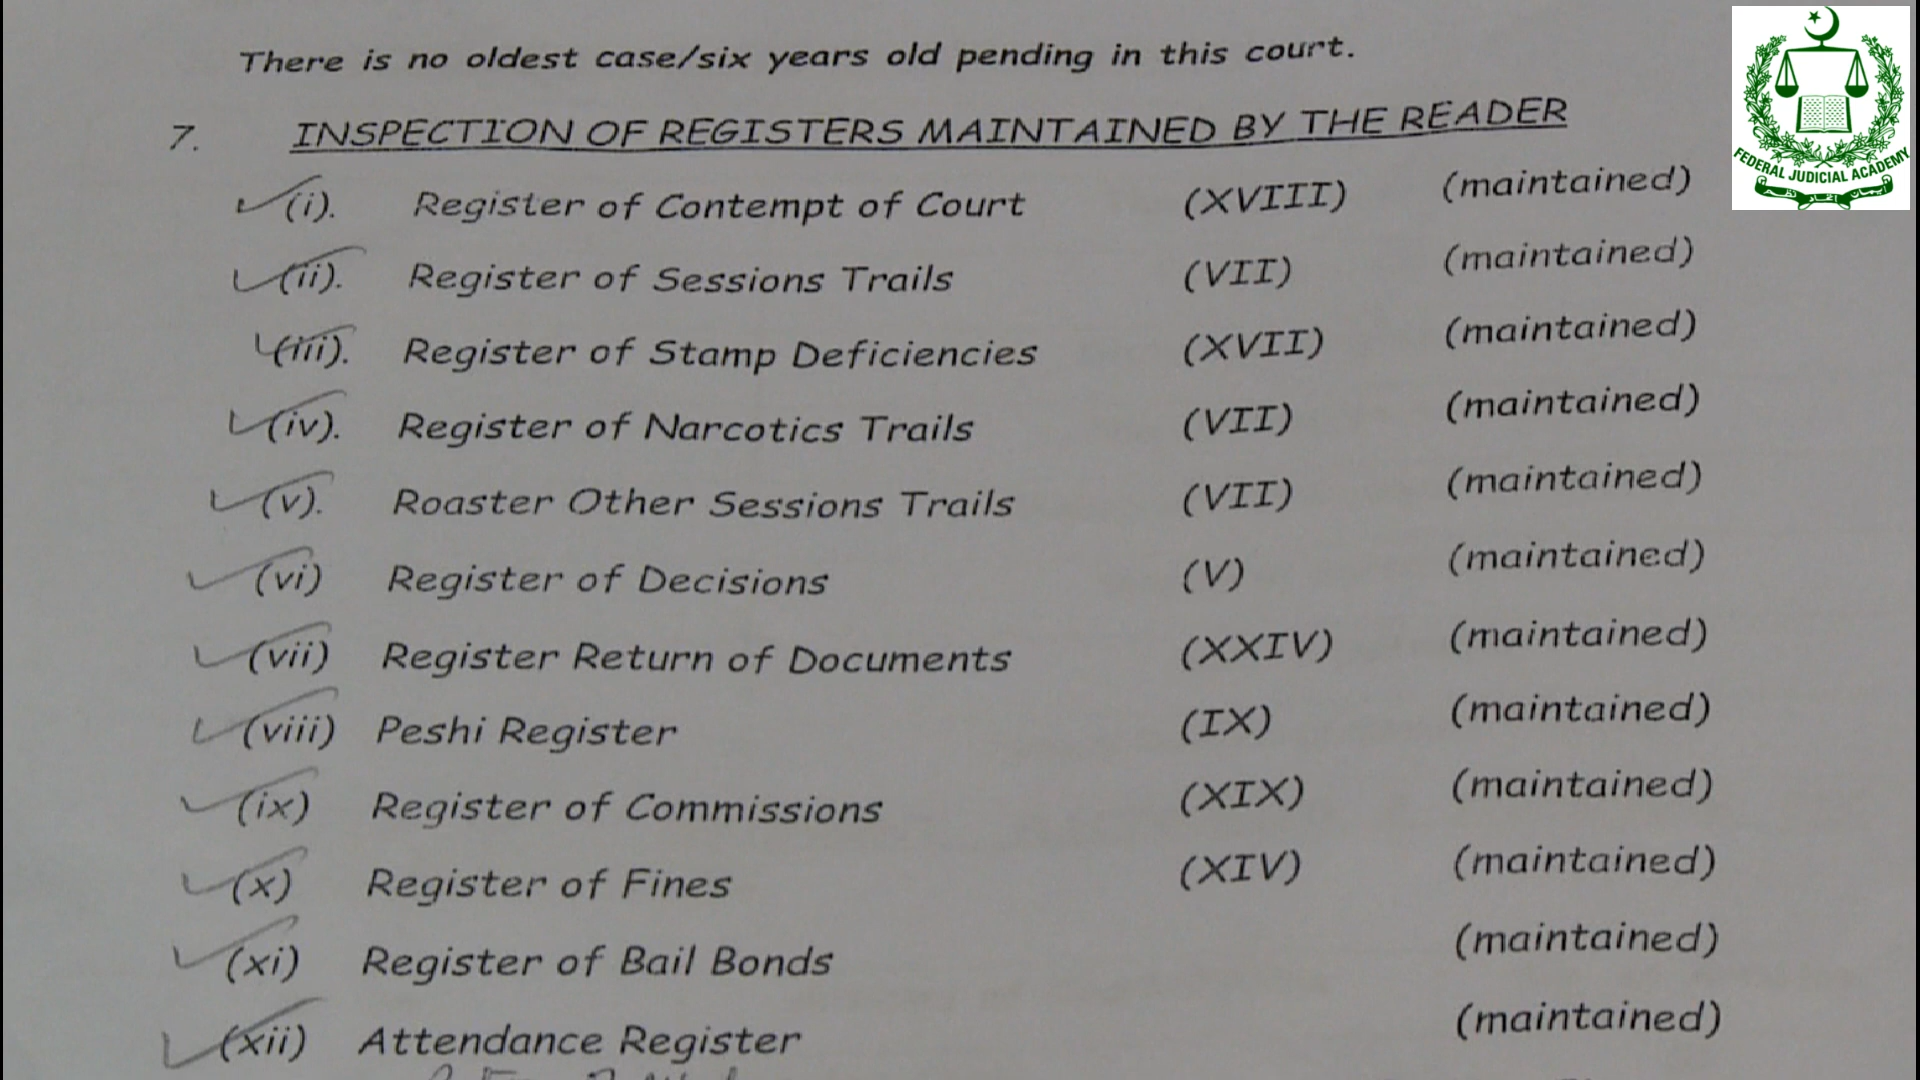 There is no oldest case/six years old pending in this court.
7. INSPECTION OF REGISTERS MAINTAINED BY THE READER
(i). Register of Contempt of Court (XVIII) (maintained)
(ii). Register of Sessions Trails (VII) (maintained)
(iii). Register of Stamp Deficiencies (XVII) (maintained)
(iv). Register of Narcotics Trails (VII) (maintained)
(v). Roaster Other Sessions Trails (VII) (maintained)
(vi) Register of Decisions (V) (maintained)
(vii) Register Return of Documents (XXIV) (maintained)
(viii) Peshi Register (IX) (maintained)
(ix) Register of Commissions (XIX) (maintained)
(x) Register of Fines (XIV) (maintained)
(xi) Register of Bail Bonds (maintained)
(xii) Attendance Register (maintained)
FEDERAL JUDICIAL ACADEMY